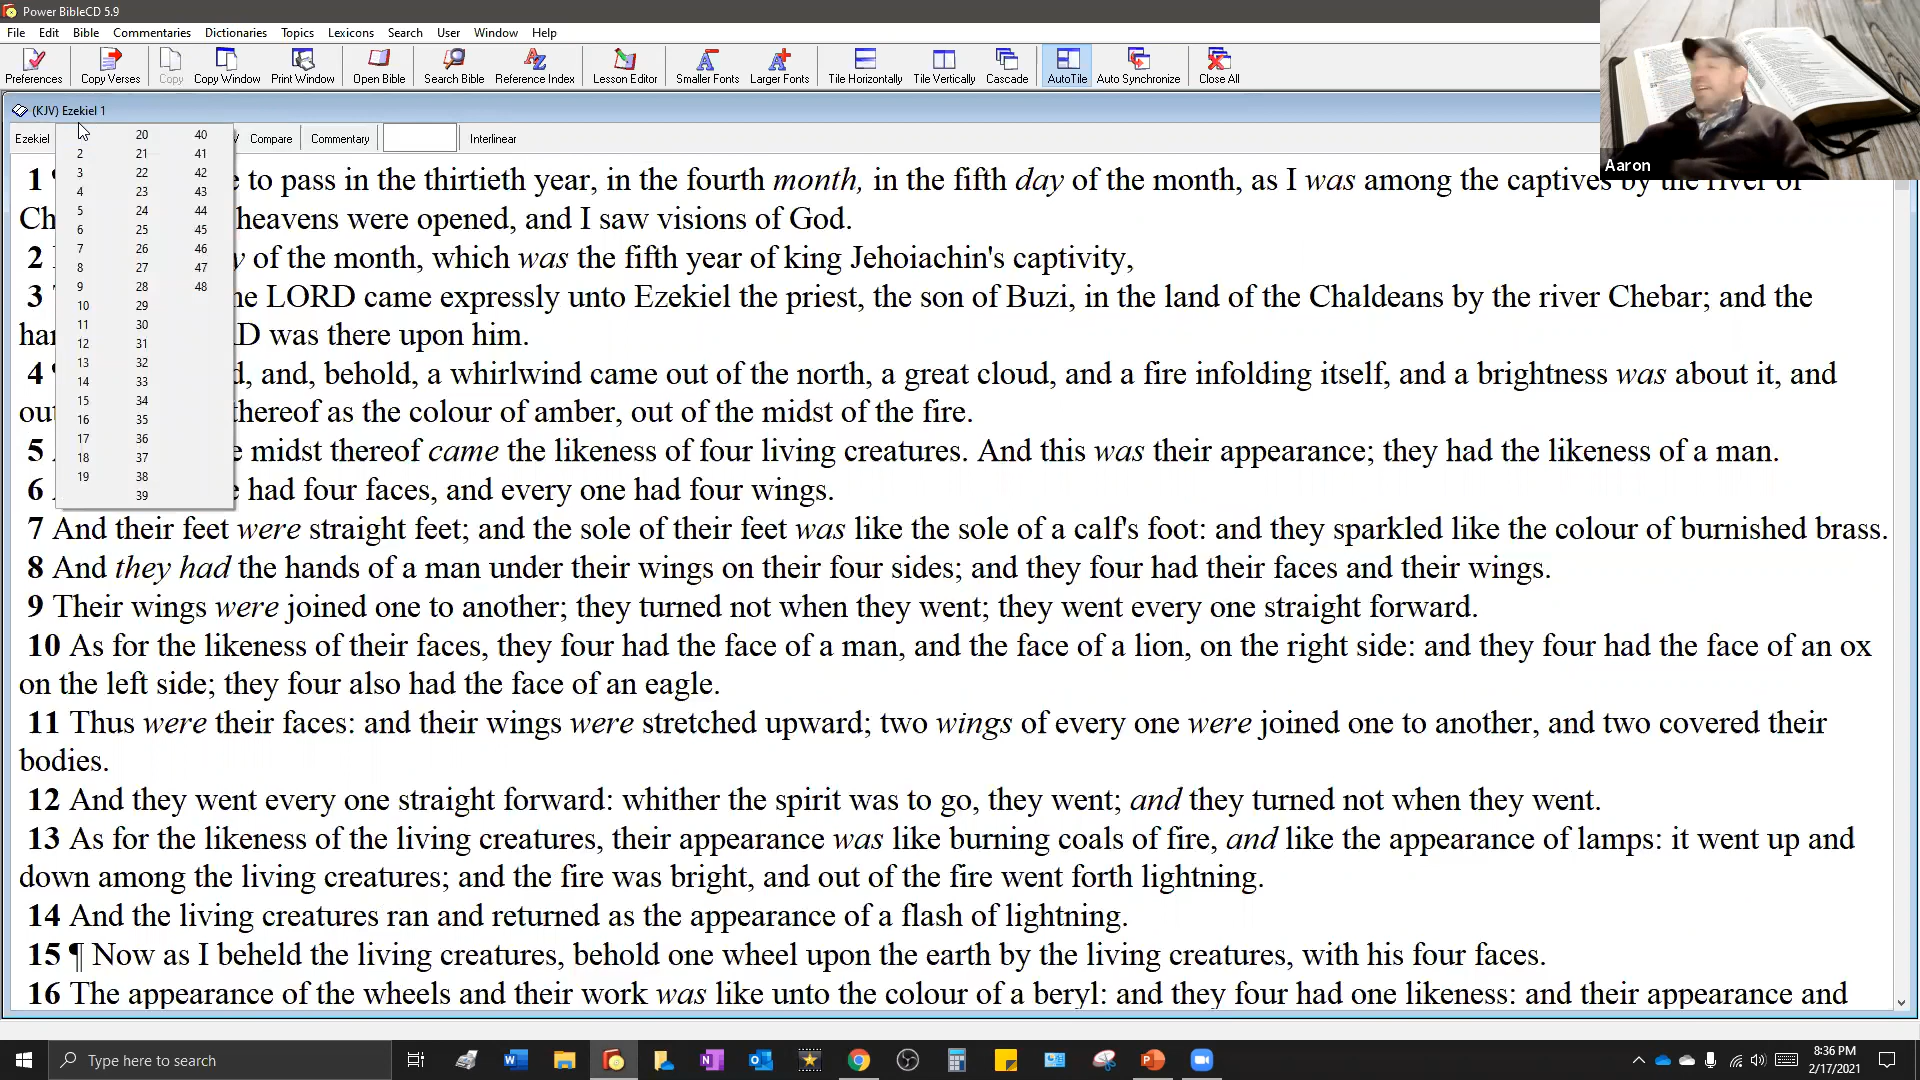 Power BibleCD 5.9
File Edit Bible Commentaries Dictionaries Topics Lexicons Search User Window Help
Preferences Copy Verses Copy Copy Window Print Window Open Bible Search Bible Reference Index Lesson Editor Smaller Fonts Larger Fonts Tile Horizontally Tile Vertically Cascade AutoTile Auto Synchronize Close All
(KJV) Ezekiel 1
Ezekiel Compare Commentary Interlinear
20 40
2 21 41
3 22 42
4 23 43
5 24 44
6 25 45
7 26 46
8 27 47
9 28 48
10 29
11 30
12 31
13 32
14 33
15 34
16 35
17 36
18 37
19 38
39
1 e to pass in the thirtieth year, in the fourth month, in the fifth day of the month, as I was among the captives by the river of
Ch heavens were opened, and I saw visions of God.
2 y of the month, which was the fifth year of king Jehoiachin's captivity,
3 he LORD came expressly unto Ezekiel the priest, the son of Buzi, in the land of the Chaldeans by the river Chebar; and the
han D was there upon him.
4 d, and, behold, a whirlwind came out of the north, a great cloud, and a fire infolding itself, and a brightness was about it, and
out thereof as the colour of amber, out of the midst of the fire.
5 e midst thereof came the likeness of four living creatures. And this was their appearance; they had the likeness of a man.
6 e had four faces, and every one had four wings.
7 And their feet were straight feet; and the sole of their feet was like the sole of a calf's foot: and they sparkled like the colour of burnished brass.
8 And they had the hands of a man under their wings on their four sides; and they four had their faces and their wings.
9 Their wings were joined one to another; they turned not when they went; they went every one straight forward.
10 As for the likeness of their faces, they four had the face of a man, and the face of a lion, on the right side: and they four had the face of an ox
on the left side; they four also had the face of an eagle.
11 Thus were their faces: and their wings were stretched upward; two wings of every one were joined one to another, and two covered their
bodies.
12 And they went every one straight forward: whither the spirit was to go, they went; and they turned not when they went.
13 As for the likeness of the living creatures, their appearance was like burning coals of fire, and like the appearance of lamps: it went up and
down among the living creatures; and the fire was bright, and out of the fire went forth lightning.
14 And the living creatures ran and returned as the appearance of a flash of lightning.
15 ¶ Now as I beheld the living creatures, behold one wheel upon the earth by the living creatures, with his four faces.
16 The appearance of the wheels and their work was like unto the colour of a beryl: and they four had one likeness: and their appearance and
Aaron
Type here to search
8:36 PM
2/17/2021